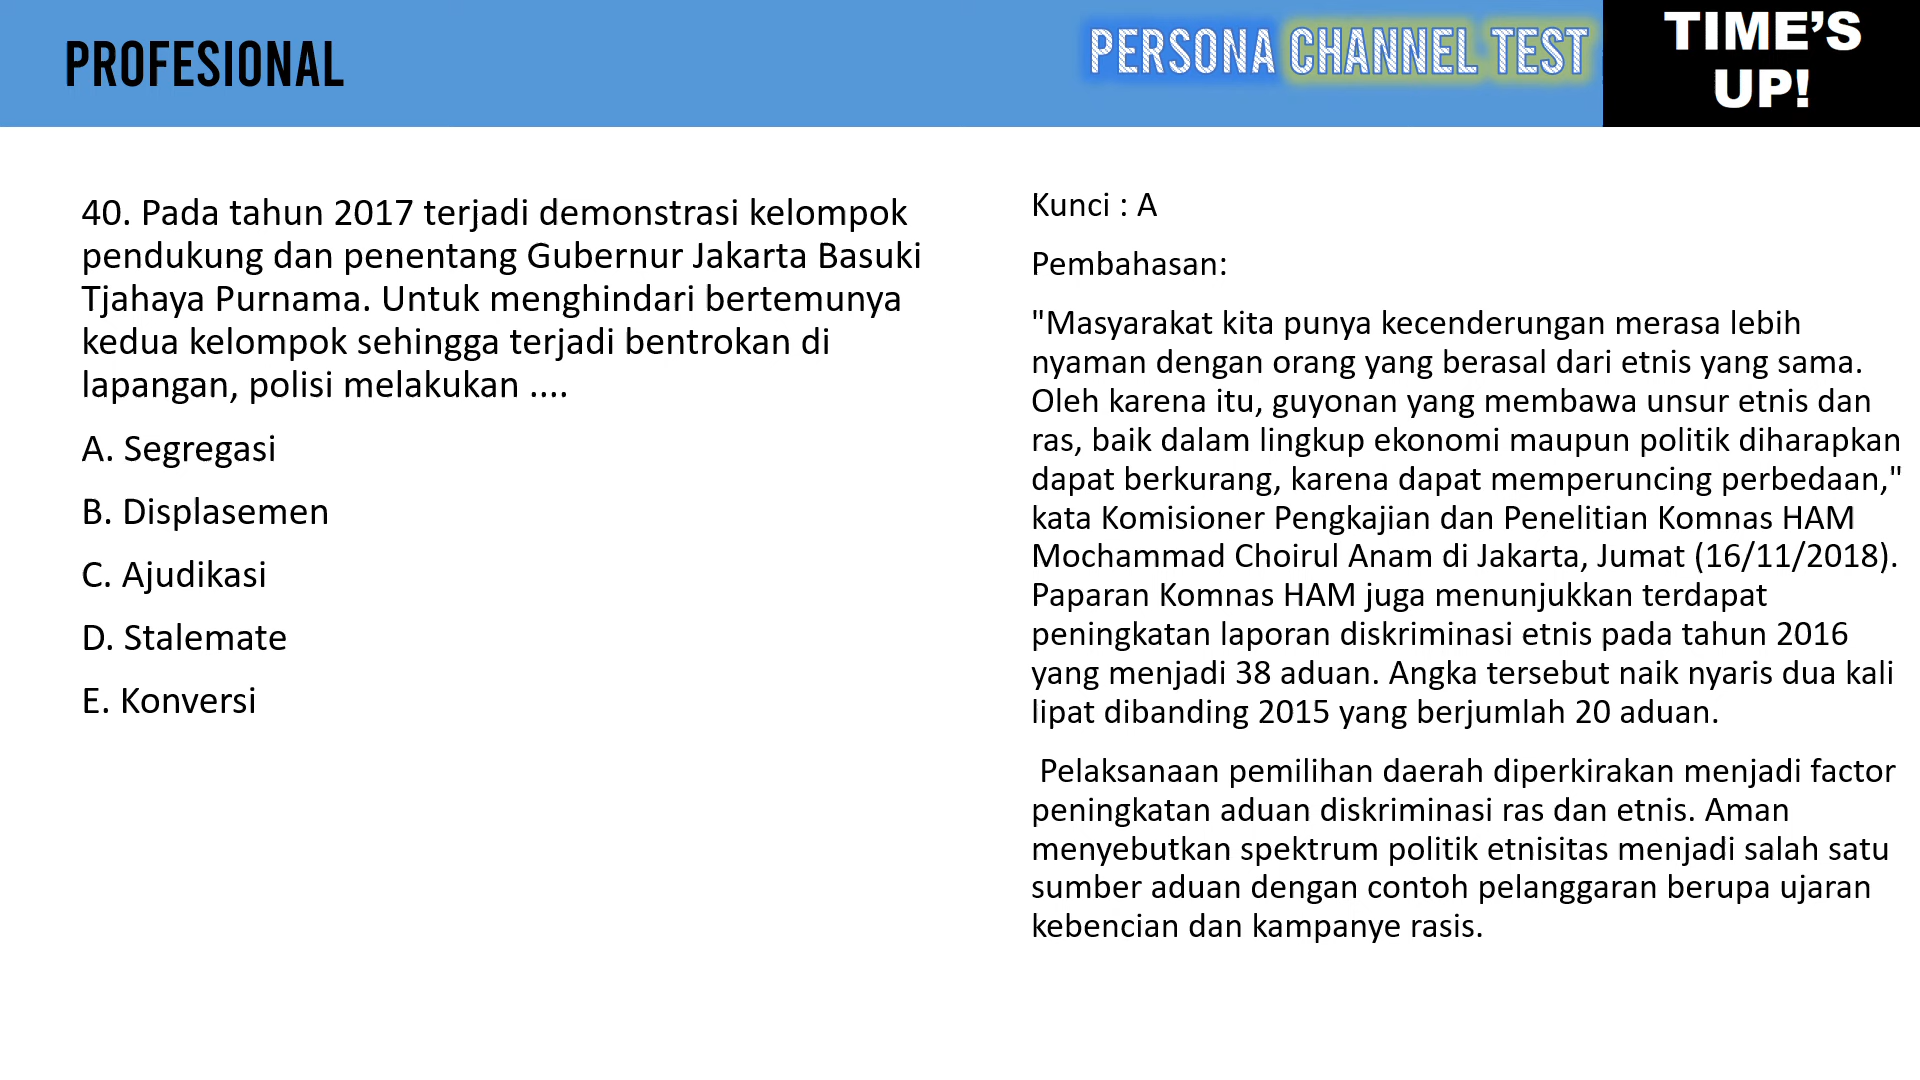 PROFESIONAL
PERSONA CHANNEL TEST
TIME'S
UP!
40. Pada tahun 2017 terjadi demonstrasi kelompok
pendukung dan penentang Gubernur Jakarta Basuki
Tjahaya Purnama. Untuk menghindari bertemunya
kedua kelompok sehingga terjadi bentrokan di
lapangan, polisi melakukan ....
A. Segregasi
B. Displasemen
C. Ajudikasi
D. Stalemate
E. Konversi
Kunci : A
Pembahasan:
"Masyarakat kita punya kecenderungan merasa lebih
nyaman dengan orang yang berasal dari etnis yang sama.
Oleh karena itu, guyonan yang membawa unsur etnis dan
ras, baik dalam lingkup ekonomi maupun politik diharapkan
dapat berkurang, karena dapat memperuncing perbedaan,"
kata Komisioner Pengkajian dan Penelitian Komnas HAM
Mochammad Choirul Anam di Jakarta, Jumat (16/11/2018).
Paparan Komnas HAM juga menunjukkan terdapat
peningkatan laporan diskriminasi etnis pada tahun 2016
yang menjadi 38 aduan. Angka tersebut naik nyaris dua kali
lipat dibanding 2015 yang berjumlah 20 aduan.
Pelaksanaan pemilihan daerah diperkirakan menjadi factor
peningkatan aduan diskriminasi ras dan etnis. Aman
menyebutkan spektrum politik etnisitas menjadi salah satu
sumber aduan dengan contoh pelanggaran berupa ujaran
kebencian dan kampanye rasis.